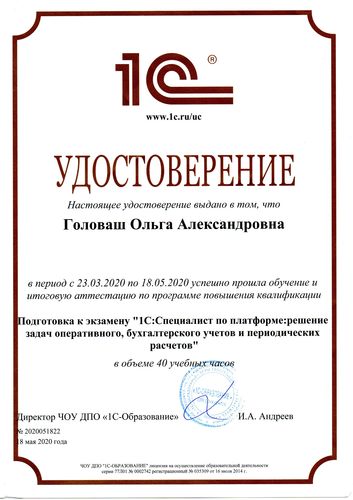 1С®
www.1c.ru/uc
УДОСТОВЕРЕНИЕ
Настоящее удостоверение выдано в том, что
Головаш Ольга Александровна
в период с 23.03.2020 по 18.05.2020 успешно прошла обучение и
итоговую аттестацию по программе повышения квалификации
Подготовка к экзамену "1С:Специалист по платформе:решение
задач оперативного, бухгалтерского учетов и периодических
расчетов"
в объеме 40 учебных часов
Директор ЧОУ ДПО «1С-Образование»
И.А. Андреев
№ 2020051822
18 мая 2020 года
ЧОУ ДПО "1С-ОБРАЗОВАНИЕ" лицензия на осуществление образовательной деятельности
серия 77Л01 № 0002742 регистрационный № 035309 от 16 июля 2014 г.